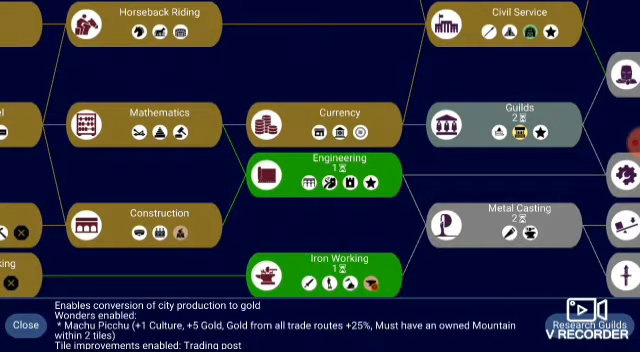 Horseback Riding
Civil Service
Mathematics
Currency
Guilds
2
Engineering
1
Construction
Metal Casting
2
Iron Working
1
Enables conversion of city production to gold
Wonders enabled:
* Machu Picchu (+1 Culture, +5 Gold, Gold from all trade routes +25%, Must have an owned Mountain
within 2 tiles)
Tile improvements enabled: Trading post
Close
Research Guilds
V RECORDER